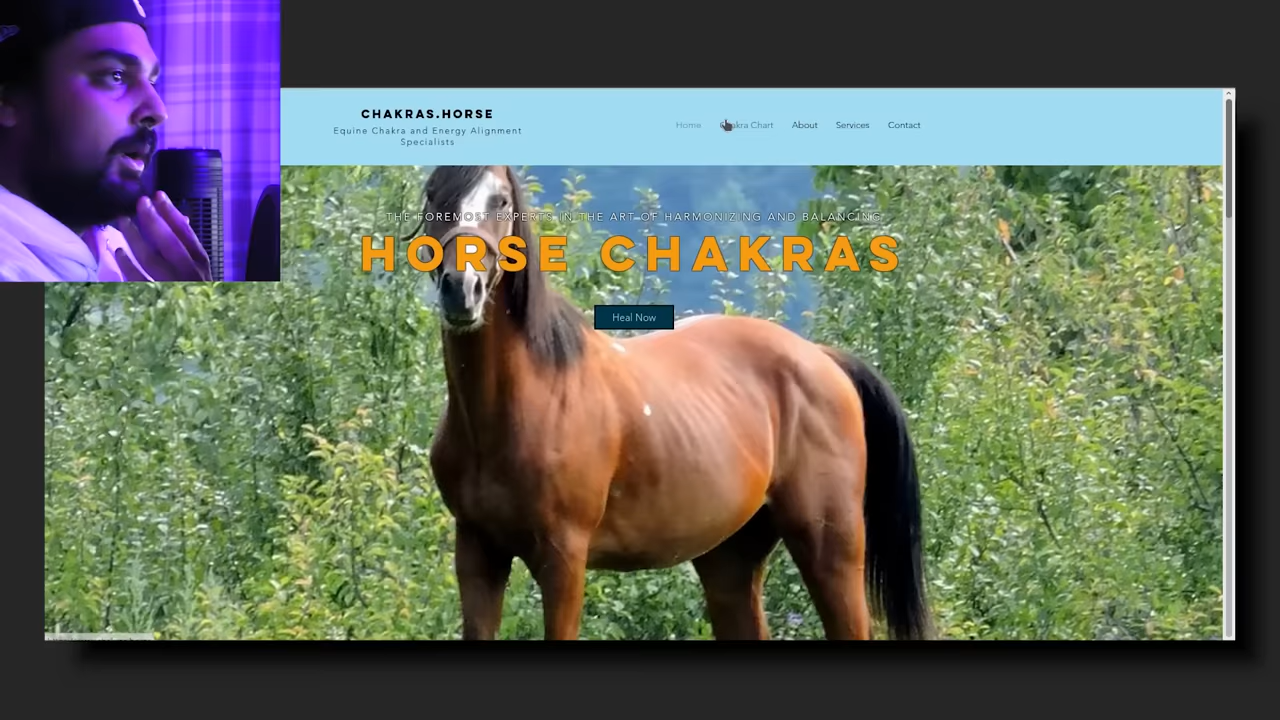 CHAKRAS.HORSE
Equine Chakra and Energy Alignment
Specialists
Home Chakra Chart About Services Contact
THE FOREMOST EXPERTS IN THE ART OF HARMONIZING AND BALANCING
HORSE CHAKRAS
Heal Now